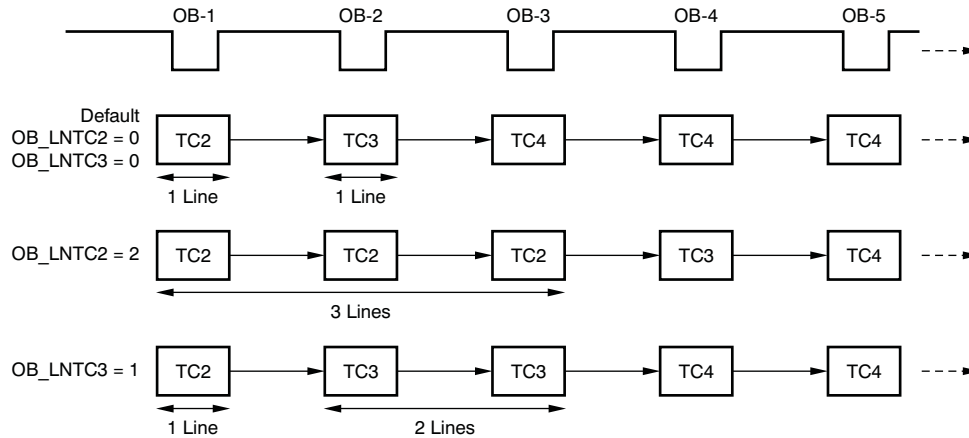 OB-1 OB-2 OB-3 OB-4 OB-5
Default
OB_LNTC2 = 0
OB_LNTC3 = 0
TC2 TC3 TC4 TC4 TC4
1 Line 1 Line
OB_LNTC2 = 2 TC2 TC2 TC2 TC3 TC4
3 Lines
OB_LNTC3 = 1 TC2 TC3 TC3 TC4 TC4
1 Line 2 Lines